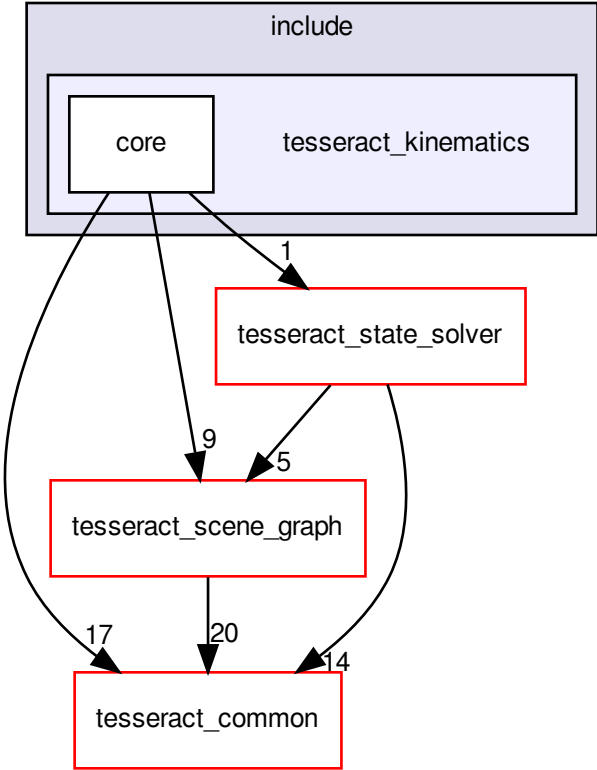 include
core
tesseract_kinematics
1
tesseract_state_solver
9
5
tesseract_scene_graph
17
20
14
tesseract_common